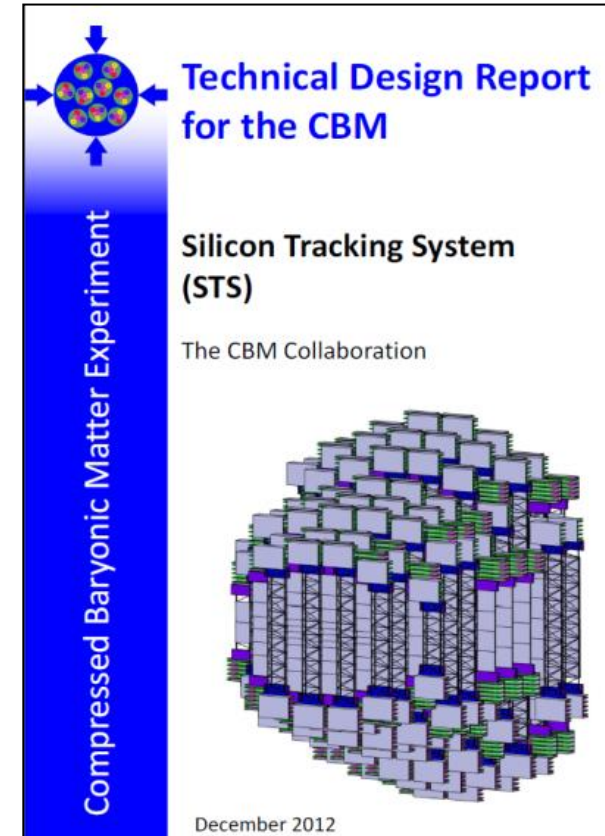 Technical Design Report
for the CBM
Silicon Tracking System
(STS)
The CBM Collaboration
Compressed Baryonic Matter Experiment
December 2012